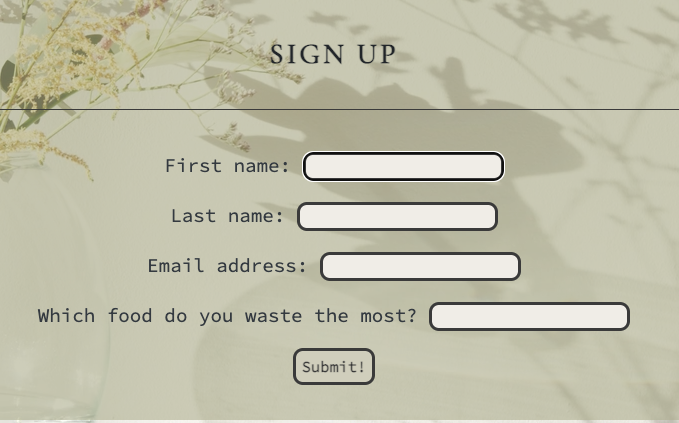 SIGN UP
First name:
Last name:
Email address:
Which food do you waste the most?
Submit!